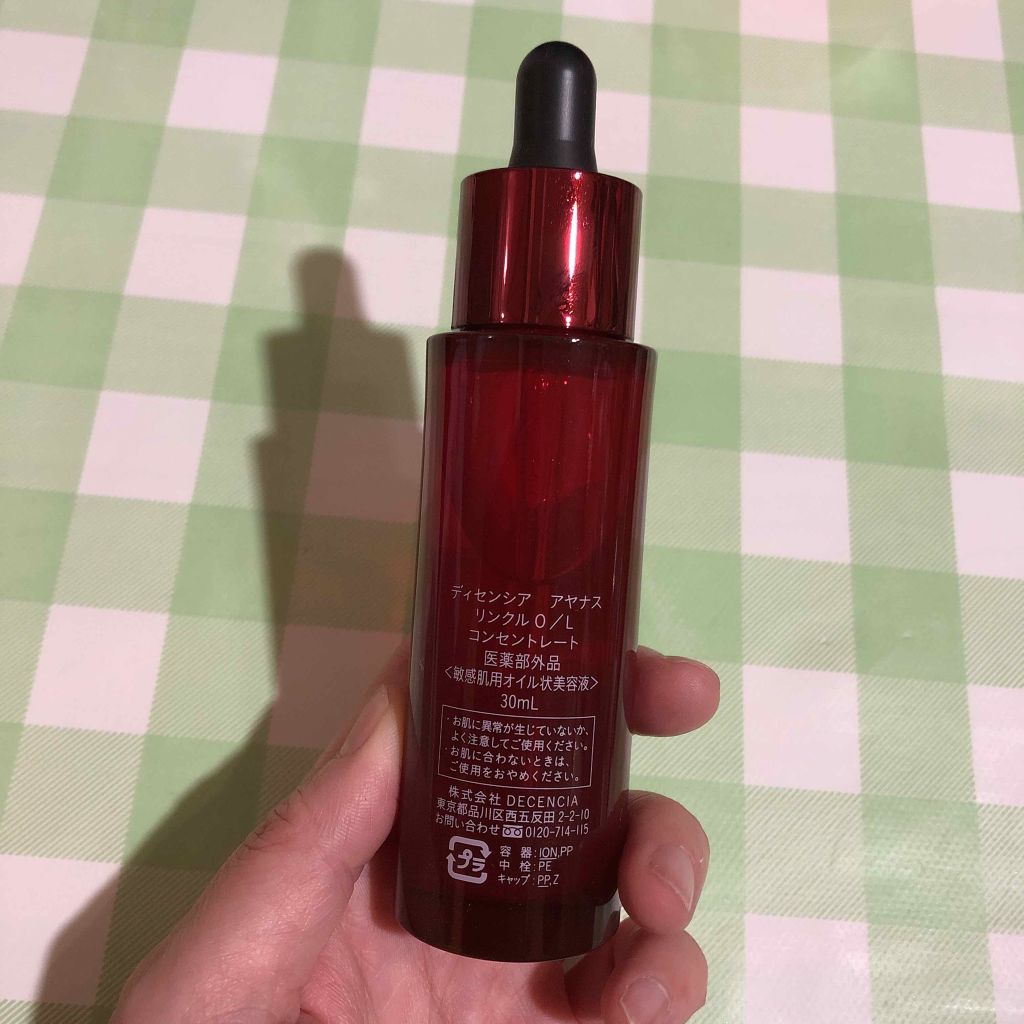 ディセンシア アヤナス
リンクル O/L
コンセントレート
医薬部外品
<敏感肌用オイル状美容液>
30mL
・お肌に異常が生じていないか、
よく注意してご使用ください。
・お肌に合わないときは、
ご使用をおやめください。
株式会社 DECENCIA
東京都品川区西五反田2-2-10
お問い合わせ 0120-714-115
プラ
容 器:ION,PP
中 栓:PE
キャップ:PP,Z